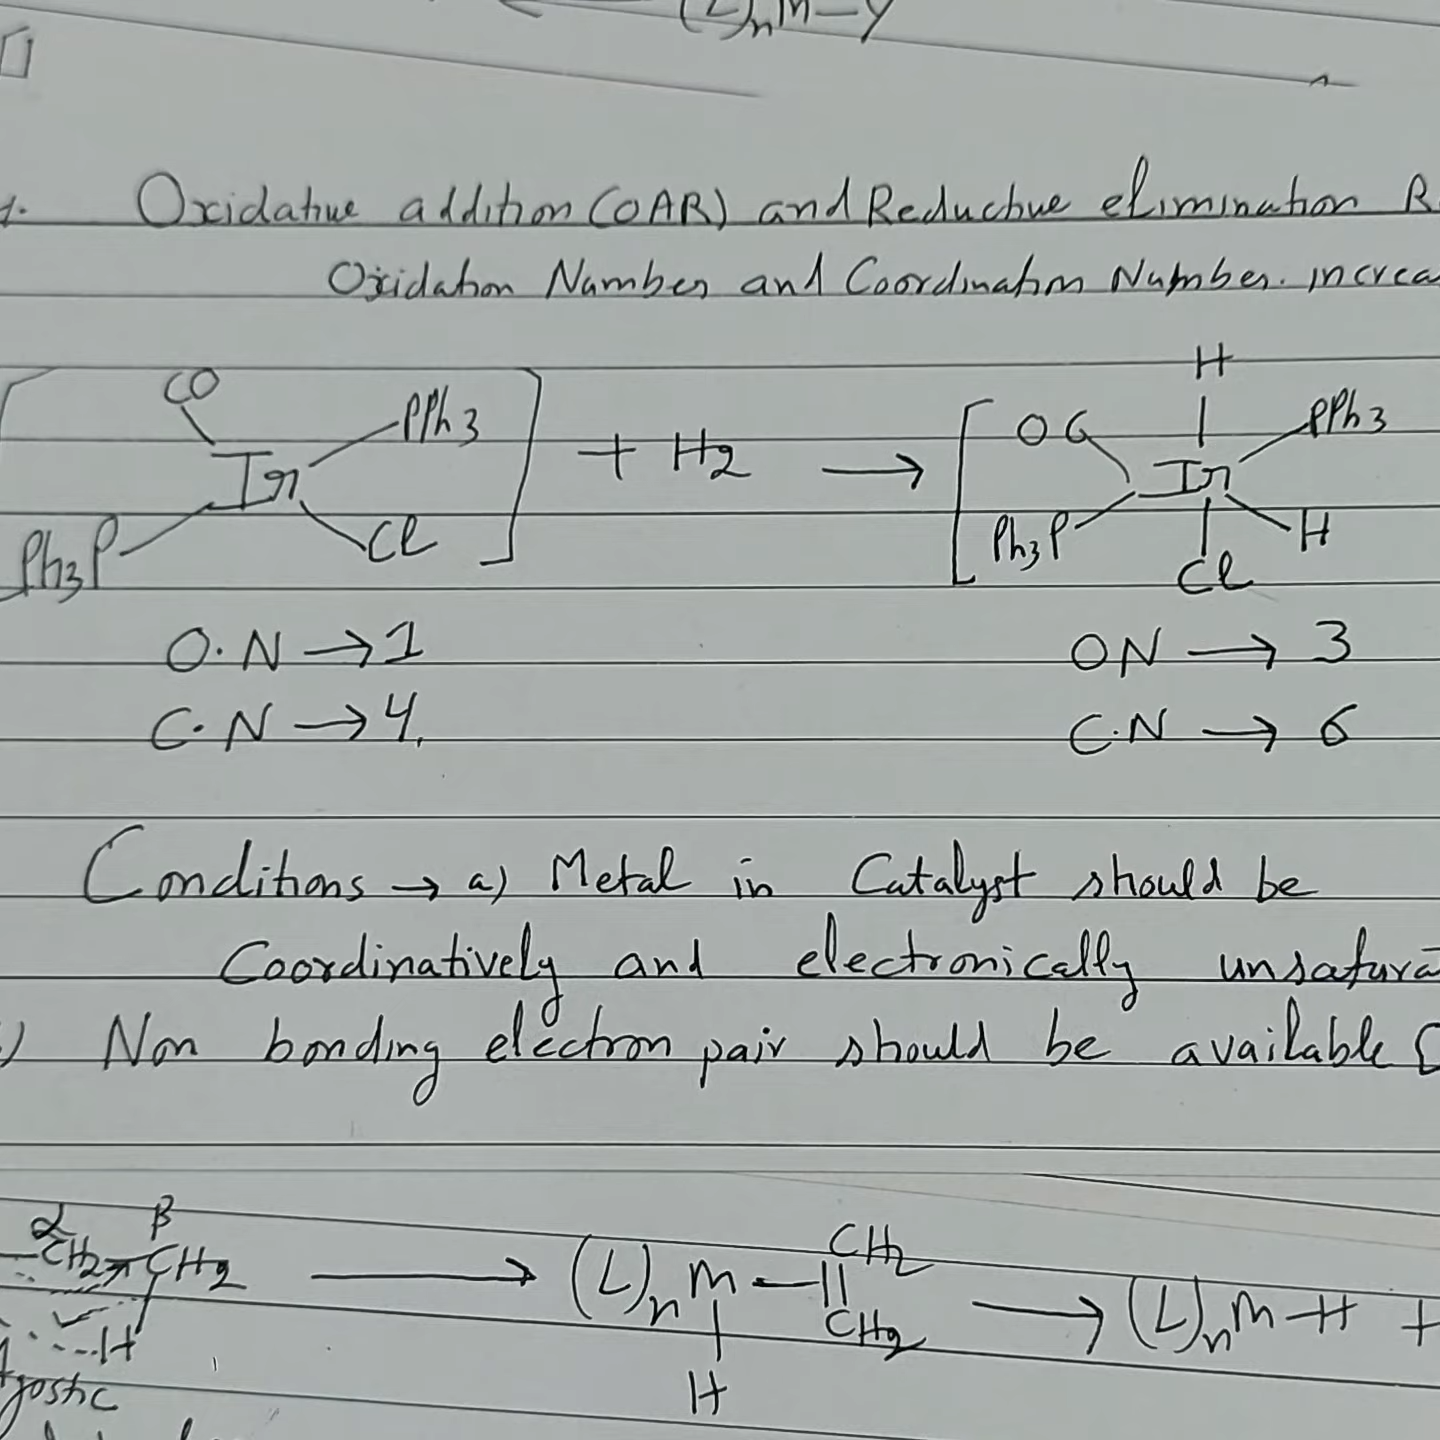 (L)nM–Y
1. Oxidative addition (OAR) and Reductive elimination R
Oxidation Number and Coordination Number. increa
CO PPh3 H
Ir + H2 → OC PPh3
Ph3P Cl Ir
Ph3P H
Cl
O.N → 1 ON → 3
C.N → 4. C.N → 6
Conditions → a) Metal in Catalyst should be
Coordinatively and electronically unsatura
) Non bonding electron pair should be available
α β
CH2–CH2 → (L)nM–CH2=CH2 → (L)nM–H +
H H
gostic